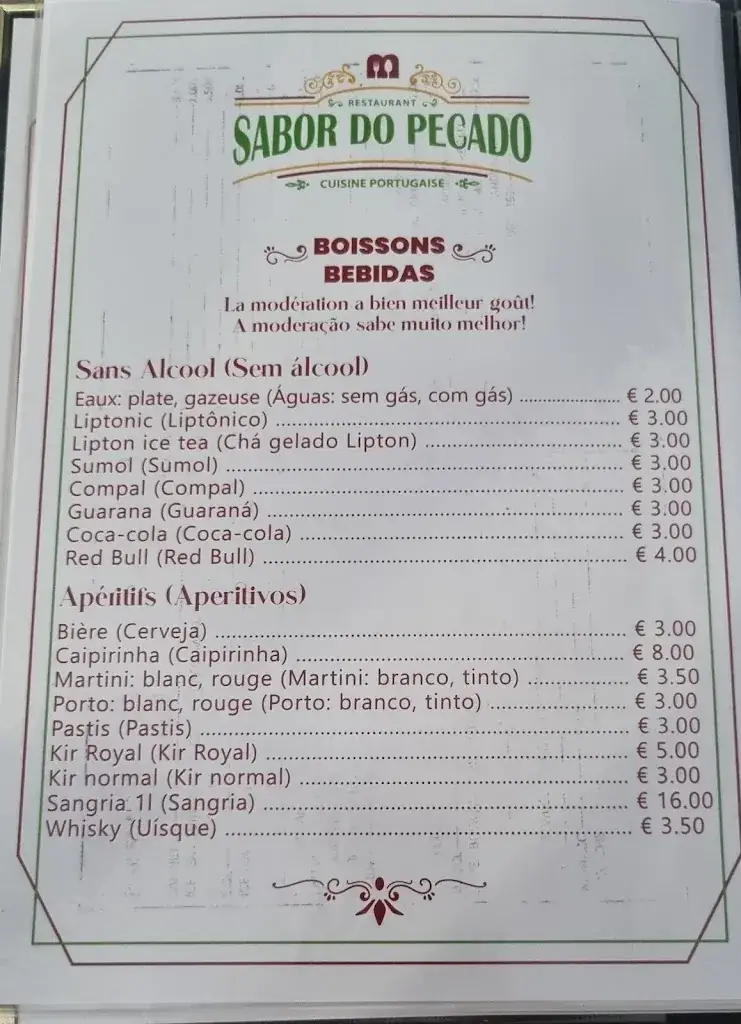 RESTAURANT
SABOR DO PECADO
CUISINE PORTUGAISE
BOISSONS
BEBIDAS
La modération a bien meilleur goût!
A moderação sabe muito melhor!
Sans Alcool (Sem álcool)
Eaux: plate, gazeuse (Águas: sem gás, com gás) ..................... € 2.00
Liptonic (Liptônico) ..................... € 3.00
Lipton ice tea (Chá gelado Lipton) ..................... € 3.00
Sumol (Sumol) ..................... € 3.00
Compal (Compal) ..................... € 3.00
Guarana (Guaraná) ..................... € 3.00
Coca-cola (Coca-cola) ..................... € 3.00
Red Bull (Red Bull) ..................... € 4.00
Apéritifs (Aperitivos)
Bière (Cerveja) ..................... € 3.00
Caipirinha (Caipirinha) ..................... € 8.00
Martini: blanc, rouge (Martini: branco, tinto) ..................... € 3.50
Porto: blanc, rouge (Porto: branco, tinto) ..................... € 3.00
Pastis (Pastis) ..................... € 3.00
Kir Royal (Kir Royal) ..................... € 5.00
Kir normal (Kir normal) ..................... € 3.00
Sangria 1l (Sangria) ..................... € 16.00
Whisky (Uísque) ..................... € 3.50